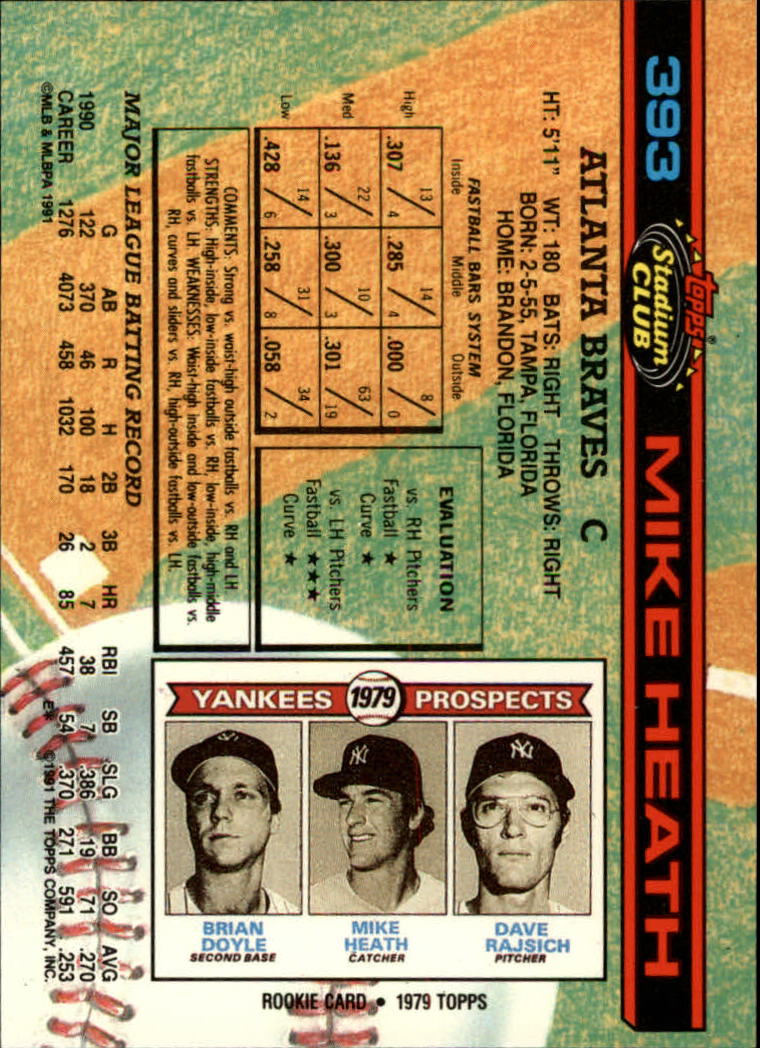 393
TOPPS®
Stadium
CLUB
MIKE HEATH
ATLANTA BRAVES C
HT: 5'11" WT: 180 BATS: RIGHT THROWS: RIGHT
BORN: 2-5-55, TAMPA, FLORIDA
HOME: BRANDON, FLORIDA
FASTBALL BARS SYSTEM
Inside Middle Outside
High .307 13/4 .285 14/4 .000 8/0
Med .136 22/3 .300 10/3 .301 63/19
Low .428 14/6 .258 31/8 .058 34/2
EVALUATION
vs. RH Pitchers
Fastball ★
Curve ★
vs. LH Pitchers
Fastball ★★★
Curve ★
COMMENTS: Strong vs. waist-high outside fastballs vs. RH and LH
STRENGTHS: High-inside, low-inside fastballs vs. RH, low-inside, high-middle
fastballs vs. LH WEAKNESSES: Waist-high inside and low-outside fastballs vs.
RH, curves and sliders vs. RH, high-outside fastballs vs. LH.
MAJOR LEAGUE BATTING RECORD
G AB R H 2B 3B HR RBI SB SLG BB SO AVG
1990 122 370 46 100 18 2 7 38 7 .386 19 71 .270
CAREER 1276 4073 458 1032 170 26 85 457 54 .370 271 591 .253
©MLB & MLBPA 1991 E* ©1991 THE TOPPS COMPANY, INC.
YANKEES 1979 PROSPECTS
BRIAN
DOYLE
SECOND BASE
MIKE
HEATH
CATCHER
DAVE
RAJSICH
PITCHER
ROOKIE CARD • 1979 TOPPS